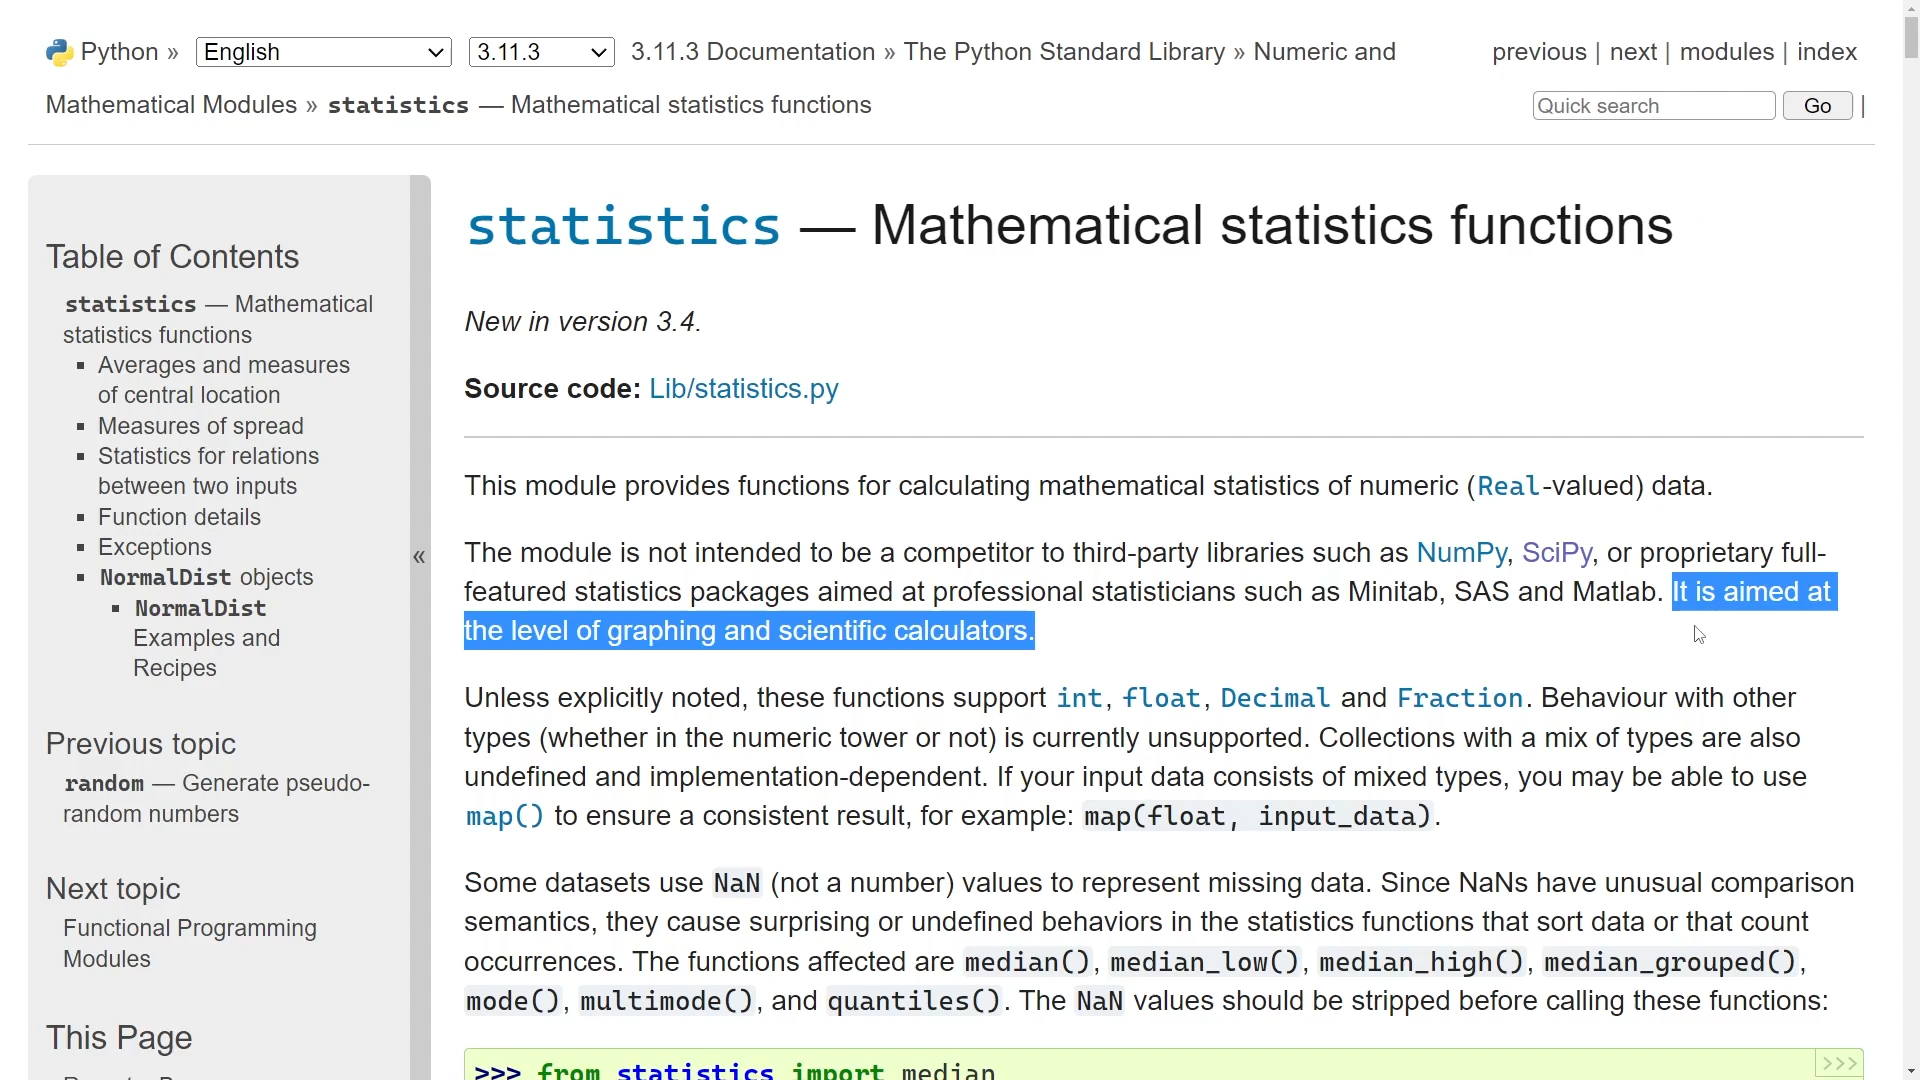 Python » English 3.11.3 3.11.3 Documentation » The Python Standard Library » Numeric and previous | next | modules | index
Mathematical Modules » statistics — Mathematical statistics functions Quick search Go |
Table of Contents
statistics — Mathematical
statistics functions
Averages and measures
of central location
Measures of spread
Statistics for relations
between two inputs
Function details
Exceptions
NormalDist objects
NormalDist
Examples and
Recipes
Previous topic
random — Generate pseudo-
random numbers
Next topic
Functional Programming
Modules
This Page
«
statistics — Mathematical statistics functions
New in version 3.4.
Source code: Lib/statistics.py
This module provides functions for calculating mathematical statistics of numeric (Real-valued) data.
The module is not intended to be a competitor to third-party libraries such as NumPy, SciPy, or proprietary full-
featured statistics packages aimed at professional statisticians such as Minitab, SAS and Matlab. It is aimed at
the level of graphing and scientific calculators.
Unless explicitly noted, these functions support int, float, Decimal and Fraction. Behaviour with other
types (whether in the numeric tower or not) is currently unsupported. Collections with a mix of types are also
undefined and implementation-dependent. If your input data consists of mixed types, you may be able to use
map() to ensure a consistent result, for example: map(float, input_data).
Some datasets use NaN (not a number) values to represent missing data. Since NaNs have unusual comparison
semantics, they cause surprising or undefined behaviors in the statistics functions that sort data or that count
occurrences. The functions affected are median(), median_low(), median_high(), median_grouped(),
mode(), multimode(), and quantiles(). The NaN values should be stripped before calling these functions:
>>> from statistics import median >>>